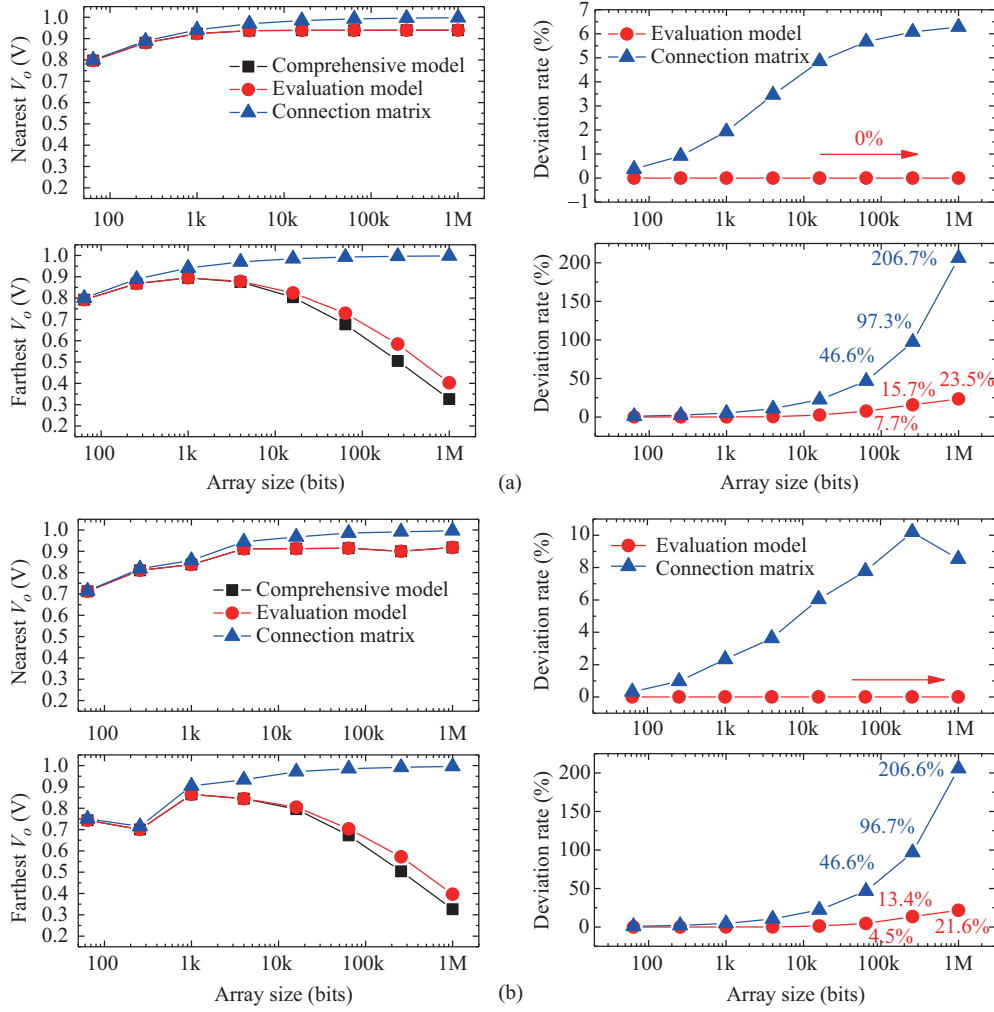 1.0
0.9
0.8
0.7
0.6
0.5
0.4
0.3
0.2
Nearest V_o (V)
Comprehensive model
Evaluation model
Connection matrix
100 1k 10k 100k 1M
7
6
5
4
3
2
1
0
−1
Deviation rate (%)
Evaluation model
Connection matrix
0%
100 1k 10k 100k 1M
1.0
0.9
0.8
0.7
0.6
0.5
0.4
0.3
0.2
Farthest V_o (V)
100 1k 10k 100k 1M
Array size (bits)
200
150
100
50
0
Deviation rate (%)
206.7%
97.3%
46.6%
15.7%
23.5%
7.7%
100 1k 10k 100k 1M
Array size (bits)
(a)
1.0
0.9
0.8
0.7
0.6
0.5
0.4
0.3
0.2
Nearest V_o (V)
Comprehensive model
Evaluation model
Connection matrix
100 1k 10k 100k 1M
10
8
6
4
2
0
Deviation rate (%)
Evaluation model
Connection matrix
100 1k 10k 100k 1M
1.0
0.9
0.8
0.7
0.6
0.5
0.4
0.3
0.2
Farthest V_o (V)
100 1k 10k 100k 1M
Array size (bits)
200
150
100
50
0
Deviation rate (%)
206.6%
96.7%
46.6%
13.4%
21.6%
4.5%
100 1k 10k 100k 1M
Array size (bits)
(b)